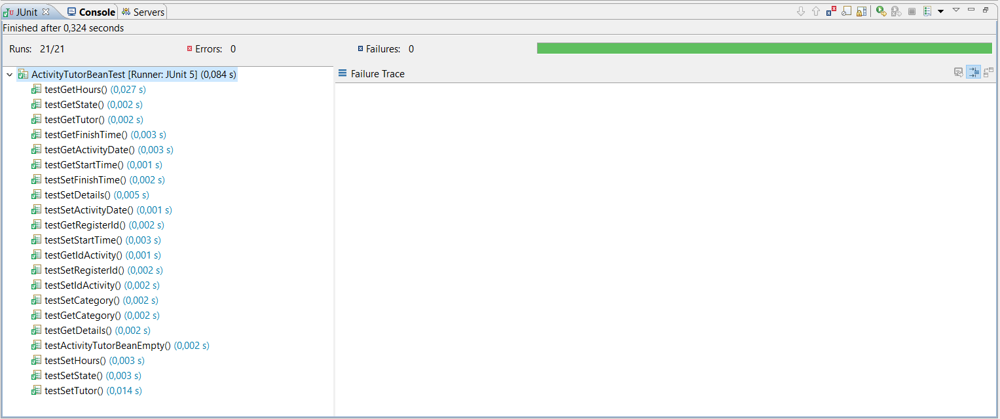 JUnit Console Servers
Finished after 0,324 seconds
Runs: 21/21 Errors: 0 Failures: 0
ActivityTutorBeanTest [Runner: JUnit 5] (0,084 s)
Failure Trace
testGetHours() (0,027 s)
testGetState() (0,002 s)
testGetTutor() (0,002 s)
testGetFinishTime() (0,003 s)
testGetActivityDate() (0,003 s)
testGetStartTime() (0,001 s)
testSetFinishTime() (0,002 s)
testSetDetails() (0,005 s)
testSetActivityDate() (0,001 s)
testGetRegisterId() (0,002 s)
testSetStartTime() (0,003 s)
testGetIdActivity() (0,001 s)
testSetRegisterId() (0,002 s)
testSetIdActivity() (0,002 s)
testSetCategory() (0,002 s)
testGetCategory() (0,002 s)
testGetDetails() (0,002 s)
testActivityTutorBeanEmpty() (0,002 s)
testSetHours() (0,003 s)
testSetState() (0,003 s)
testSetTutor() (0,014 s)